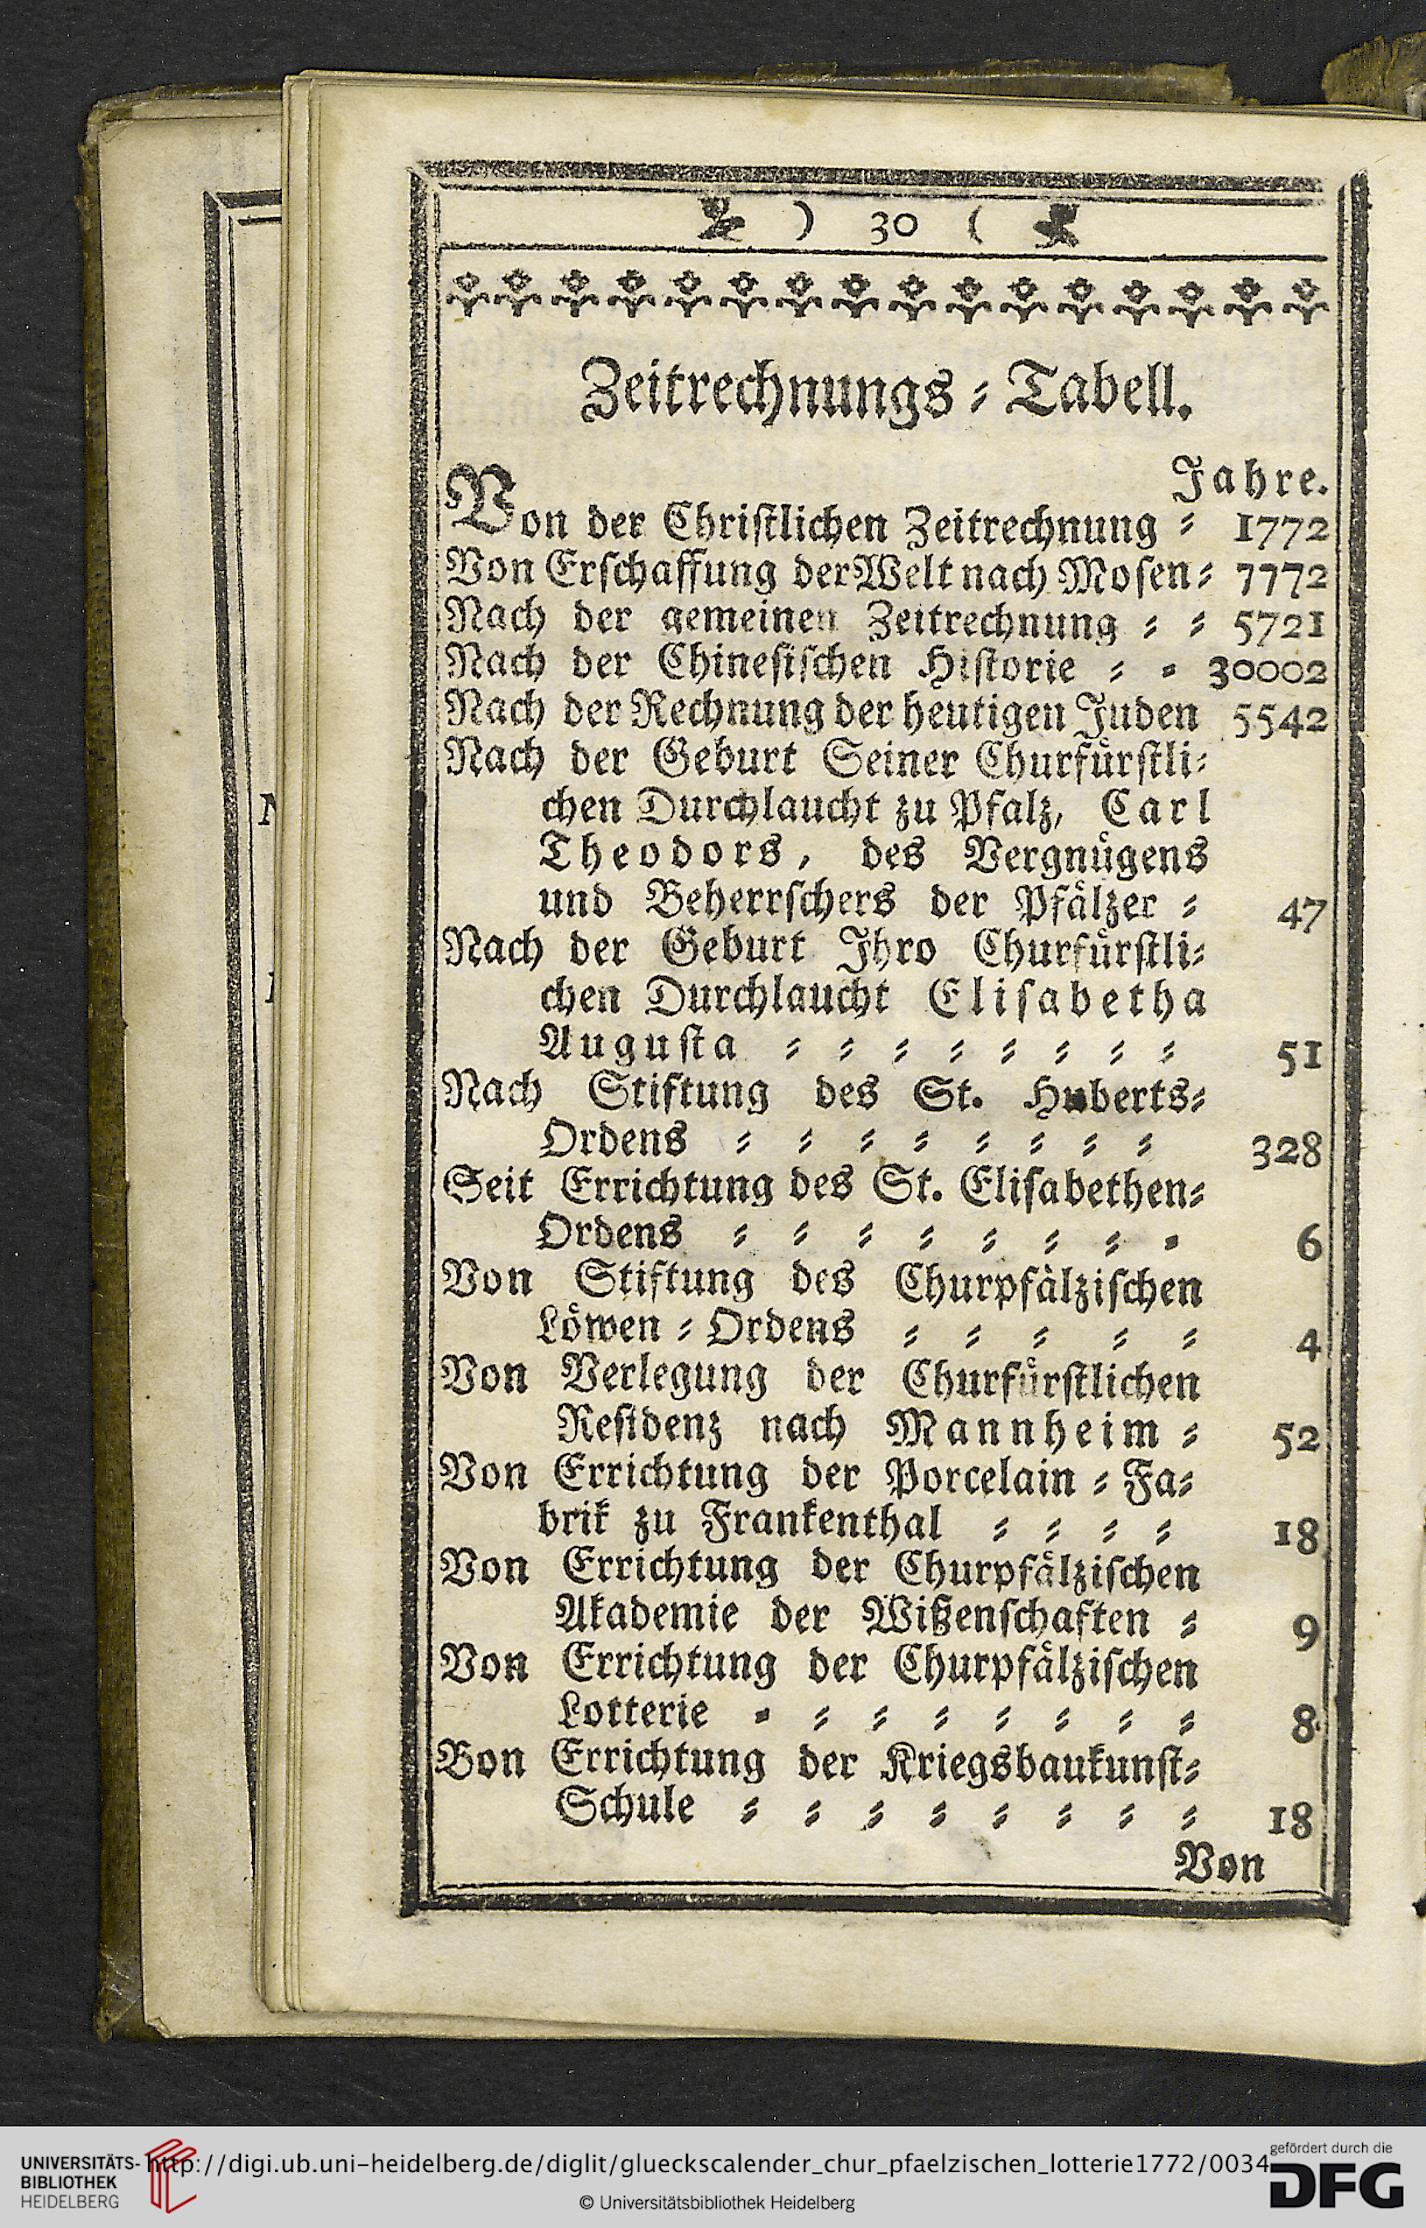 ) 30 (
Zeitrechnungs⸗Tabell.
Jahre.
Von der Christlichen Zeitrechnung ⸗ 1772
Von Erschaffung der Welt nach Mosen⸗ 7772
Nach der gemeinen Zeitrechnung ⸗ ⸗ 5721
Nach der Chinesischen Historie ⸗ ⸗ 30002
Nach der Rechnung der heutigen Juden 5542
Nach der Geburt Seiner Churfürstli⸗
chen Durchlaucht zu Pfalz, Carl
Theodors, des Vergnügens
und Beherrschers der Pfälzer ⸗ 47
Nach der Geburt Ihro Churfürstli⸗
chen Durchlaucht Elisabetha
Augusta ⸗ ⸗ ⸗ ⸗ ⸗ ⸗ ⸗ ⸗ 51
Nach Stiftung des St. Huberts⸗
Ordens ⸗ ⸗ ⸗ ⸗ ⸗ ⸗ ⸗ ⸗ 328
Seit Errichtung des St. Elisabethen⸗
Ordens ⸗ ⸗ ⸗ ⸗ ⸗ ⸗ ⸗ ⸗ 6
Von Stiftung des Churpfälzischen
Löwen⸗Ordens ⸗ ⸗ ⸗ ⸗ ⸗ 4
Von Verlegung der Churfürstlichen
Residenz nach Mannheim ⸗ 52
Von Errichtung der Porcelain⸗Fa⸗
brik zu Frankenthal ⸗ ⸗ ⸗ ⸗ 18
Von Errichtung der Churpfälzischen
Akademie der Wißenschaften ⸗ 9
Von Errichtung der Churpfälzischen
Lotterie ⸗ ⸗ ⸗ ⸗ ⸗ ⸗ ⸗ ⸗ 8
Von Errichtung der Kriegsbaukunst⸗
Schule ⸗ ⸗ ⸗ ⸗ ⸗ ⸗ ⸗ ⸗ 18
Von
UNIVERSITÄTS-
BIBLIOTHEK
HEIDELBERG
http://digi.ub.uni-heidelberg.de/diglit/glueckscalender_chur_pfaelzischen_lotterie1772/0034
© Universitätsbibliothek Heidelberg
gefördert durch die
DFG